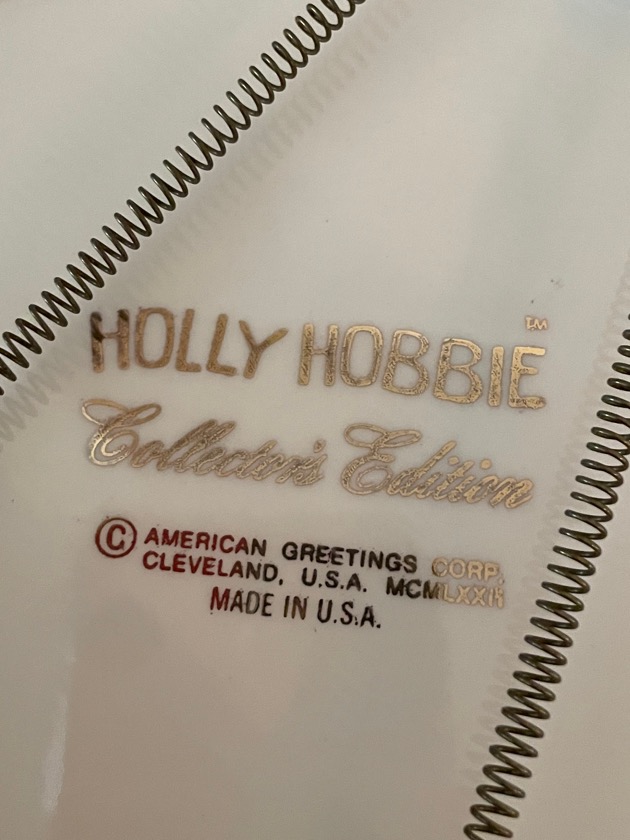 HOLLY HOBBIE™
Collector's Edition
© AMERICAN GREETINGS CORP.
CLEVELAND, U.S.A. MCMLXXII
MADE IN U.S.A.